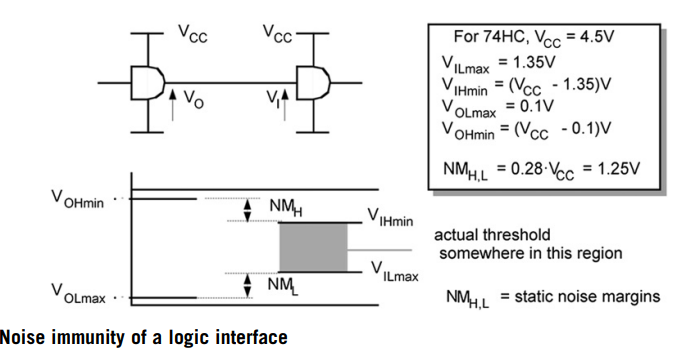 V_CC V_CC
V_O V_I
For 74HC, V_CC = 4.5V
V_ILmax = 1.35V
V_IHmin = (V_CC - 1.35)V
V_OLmax = 0.1V
V_OHmin = (V_CC - 0.1)V
NM_H,L = 0.28·V_CC = 1.25V
V_OHmin
NM_H
V_IHmin
actual threshold
somewhere in this region
V_ILmax
NM_L
V_OLmax
NM_H,L = static noise margins
Noise immunity of a logic interface